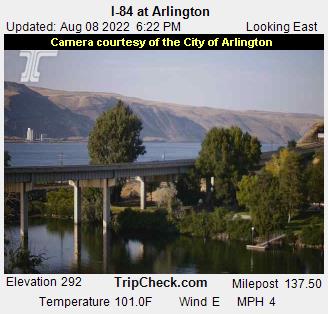 I-84 at Arlington
Updated: Aug 08 2022 6:22 PM Looking East
Camera courtesy of the City of Arlington
Elevation 292 TripCheck.com Milepost 137.50
Temperature 101.0F Wind E MPH 4